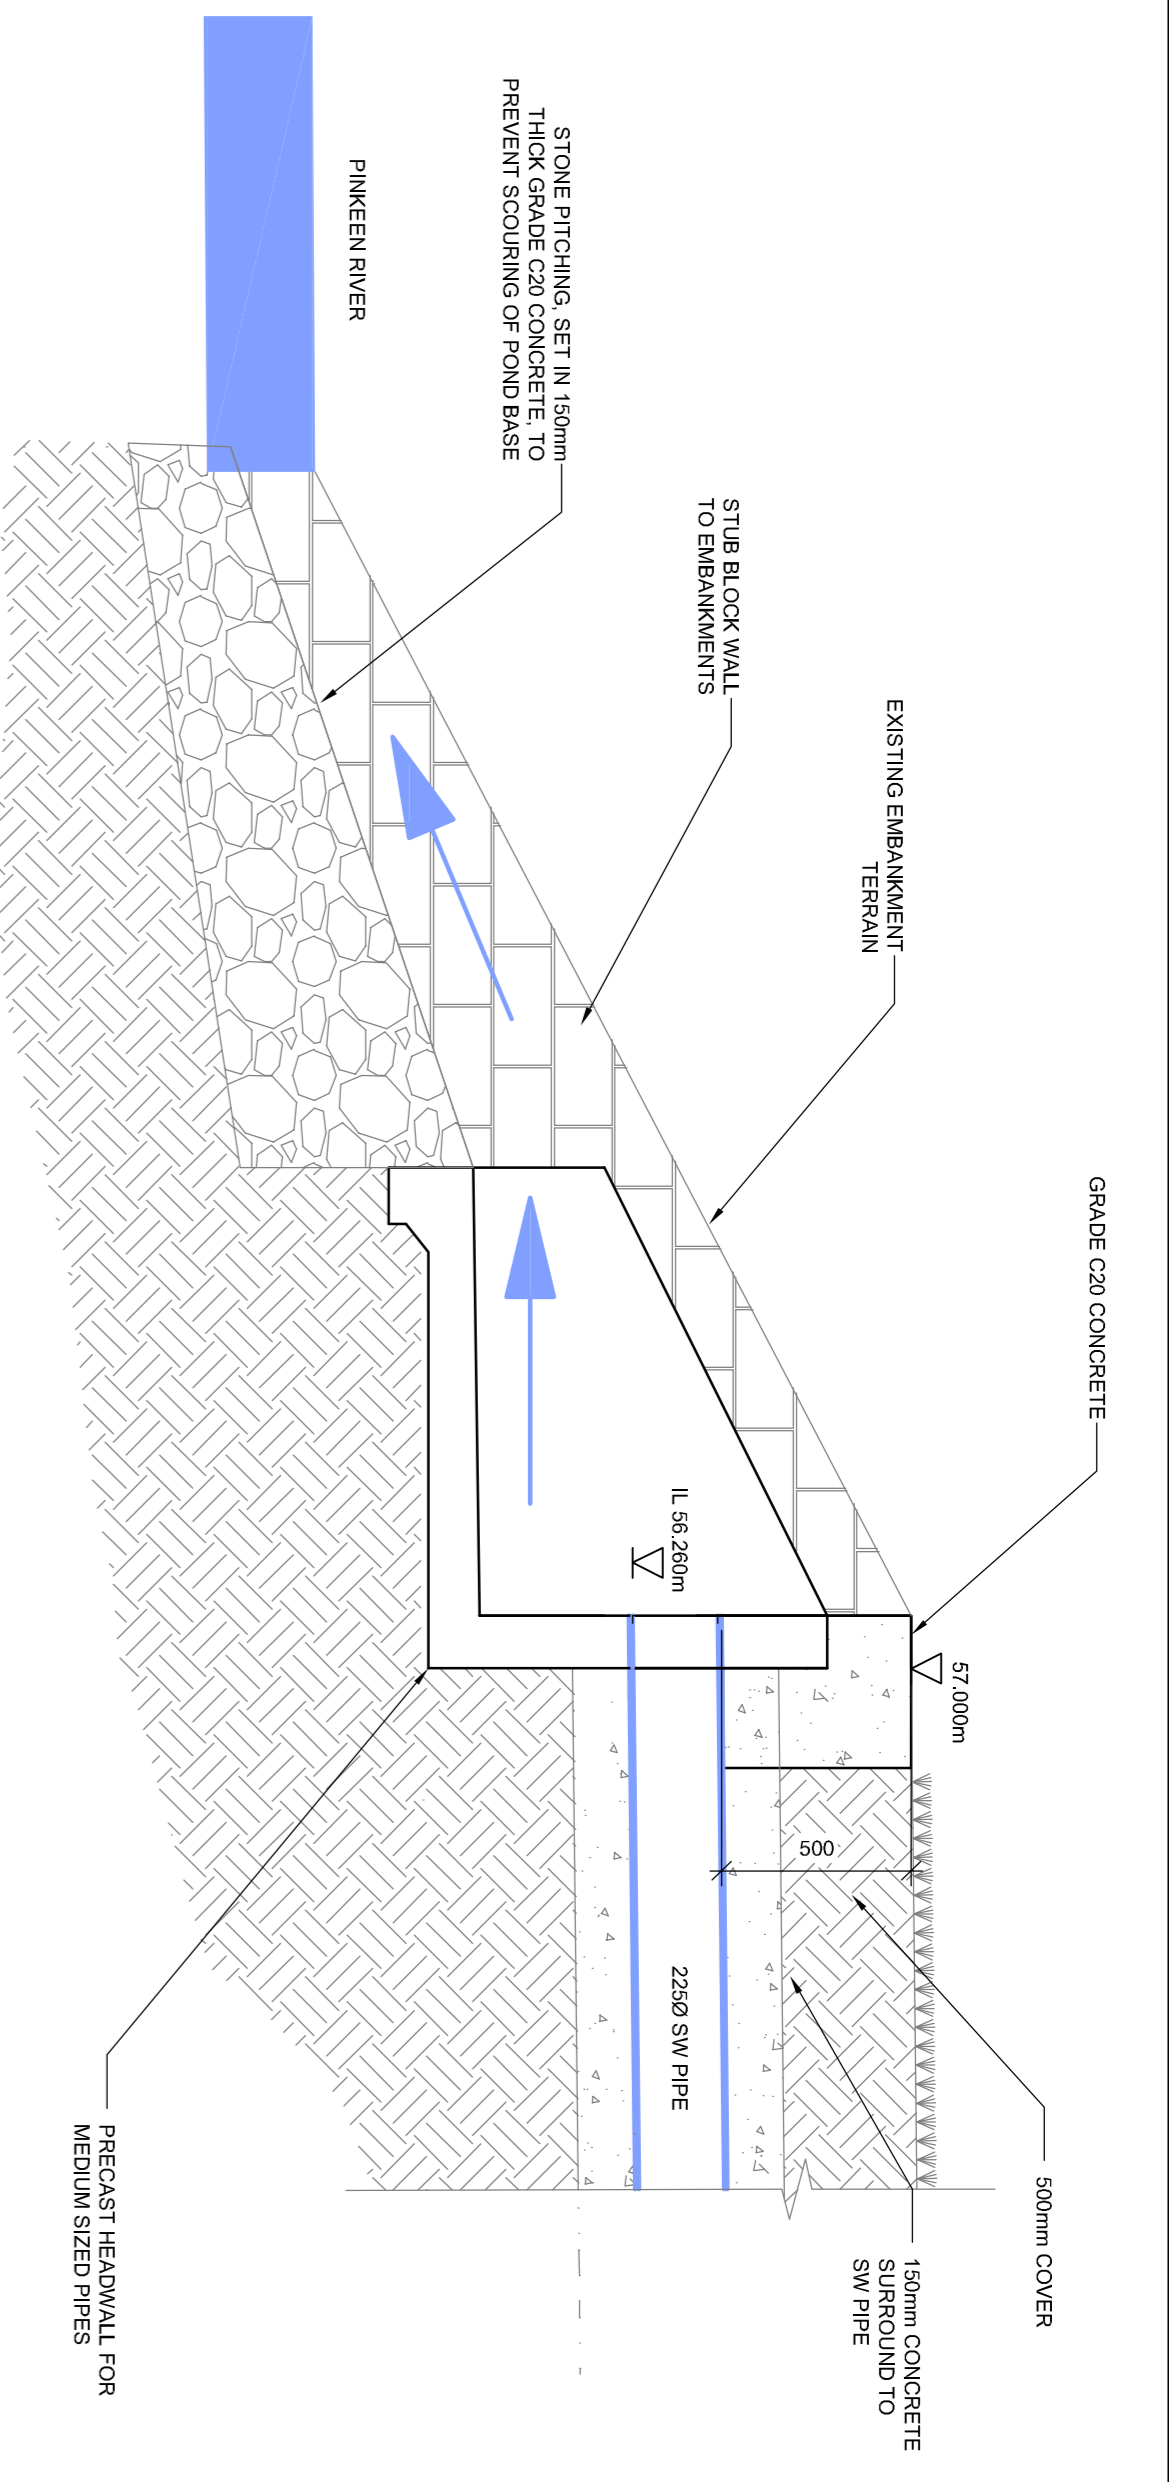 PINKEEN RIVER
STONE PITCHING, SET IN 150mm
THICK GRADE C20 CONCRETE, TO
PREVENT SCOURING OF POND BASE
STUB BLOCK WALL
TO EMBANKMENTS
EXISTING EMBANKMENT
TERRAIN
GRADE C20 CONCRETE
IL 56.260m
57.000m
500
225Ø SW PIPE
500mm COVER
150mm CONCRETE
SURROUND TO
SW PIPE
PRECAST HEADWALL FOR
MEDIUM SIZED PIPES